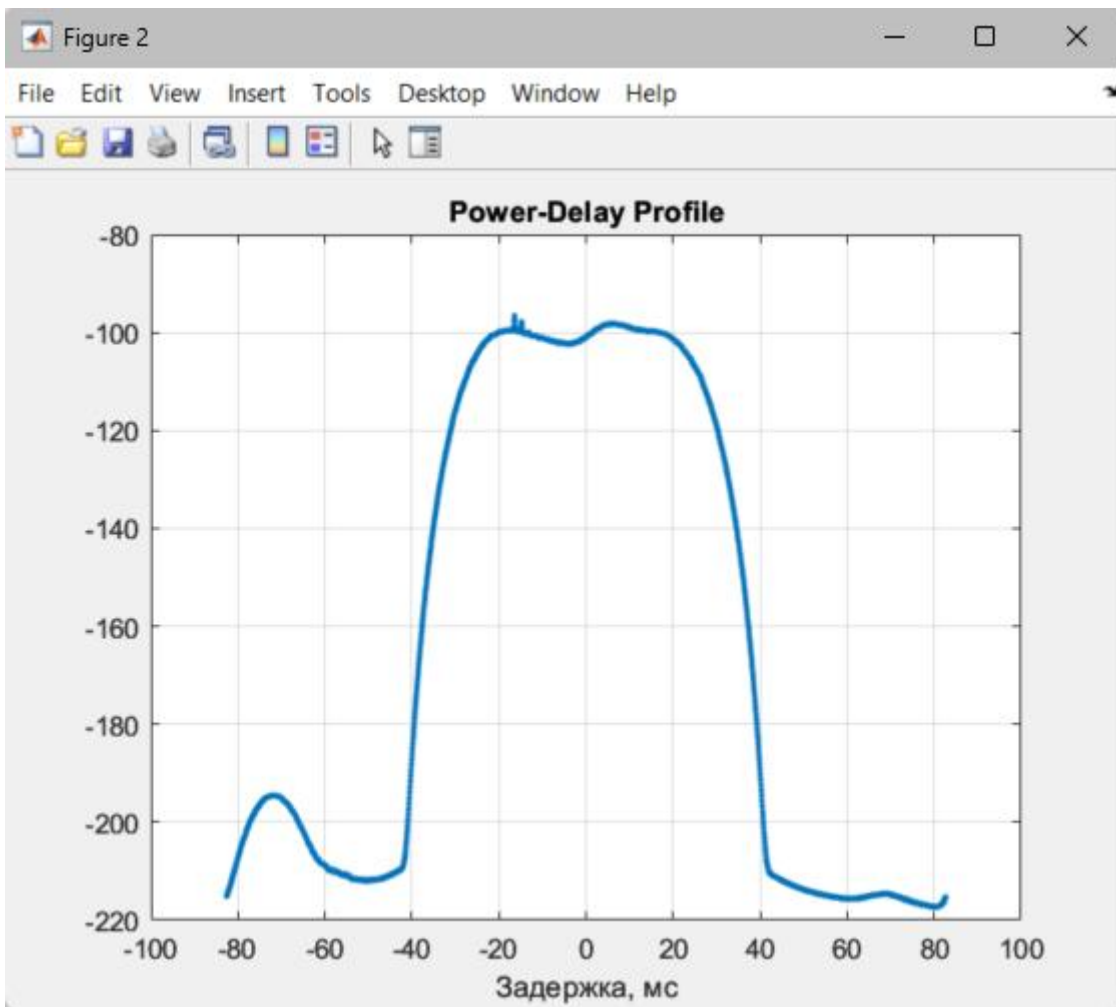 Figure 2
File Edit View Insert Tools Desktop Window Help
Power-Delay Profile
-80
-100
-120
-140
-160
-180
-200
-220
-100 -80 -60 -40 -20 0 20 40 60 80 100
Задержка, мс